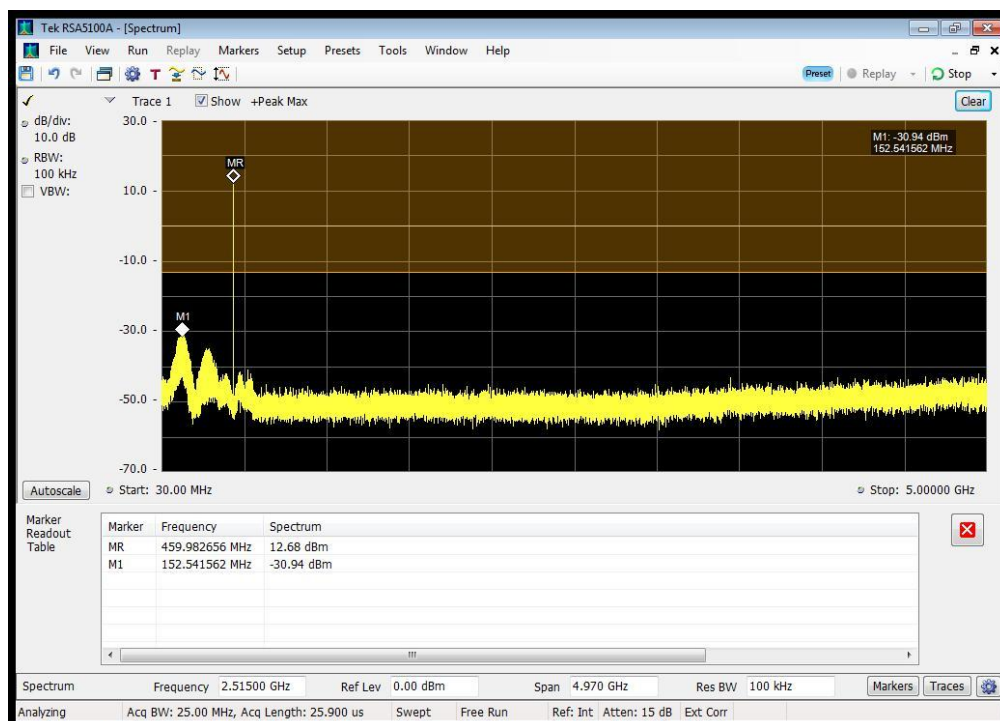 Tek RSA5100A - [Spectrum]
File View Run Replay Markers Setup Presets Tools Window Help
T Preset Replay Stop
Trace 1 Show +Peak Max Clear
dB/div:
10.0 dB
RBW:
100 kHz
VBW:
30.0
10.0
-10.0
-30.0
-50.0
-70.0
M1: -30.94 dBm
152.541562 MHz
MR
M1
Autoscale Start: 30.00 MHz Stop: 5.00000 GHz
Marker
Readout
Table
Marker Frequency Spectrum
MR 459.982656 MHz 12.68 dBm
M1 152.541562 MHz -30.94 dBm
Spectrum Frequency 2.51500 GHz Ref Lev 0.00 dBm Span 4.970 GHz Res BW 100 kHz Markers Traces
Analyzing Acq BW: 25.00 MHz, Acq Length: 25.900 us Swept Free Run Ref: Int Atten: 15 dB Ext Corr